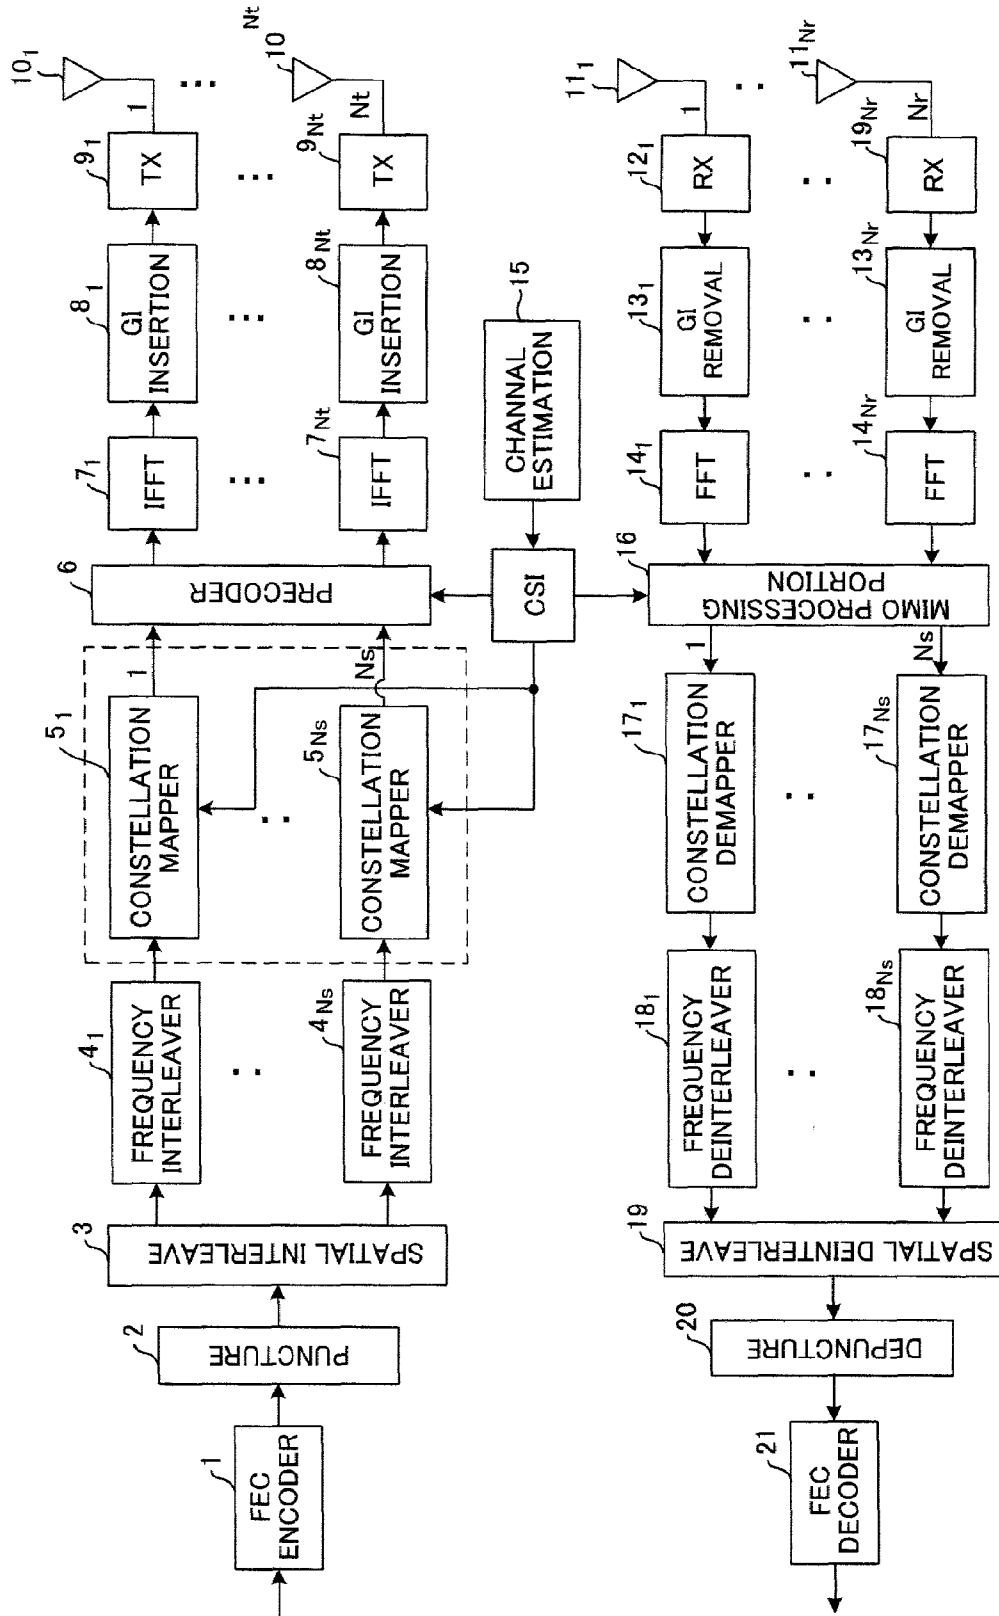 1
FEC
ENCODER
2
PUNCTURE
3
SPATIAL INTERLEAVE
4₁
FREQUENCY
INTERLEAVER
4Ns
FREQUENCY
INTERLEAVER
5₁
CONSTELLATION
MAPPER
1
5Ns
CONSTELLATION
MAPPER
Ns
6
PRECODER
7₁
IFFT
7Nt
IFFT
8₁
GI
INSERTION
8Nt
GI
INSERTION
9₁
TX
1
9Nt
TX
Nt
10₁
10
Nt
15
CHANNAL
ESTIMATION
CSI
11₁
11Nr
1
12₁
RX
Nr
19Nr
RX
13₁
GI
REMOVAL
13Nr
GI
REMOVAL
14₁
FFT
14Nr
FFT
16
MIMO PROCESSING
PORTION
1
17₁
CONSTELLATION
DEMAPPER
Ns
17Ns
CONSTELLATION
DEMAPPER
18₁
FREQUENCY
DEINTERLEAVER
18Ns
FREQUENCY
DEINTERLEAVER
19
SPATIAL DEINTERLEAVE
20
DEPUNCTURE
21
FEC
DECODER